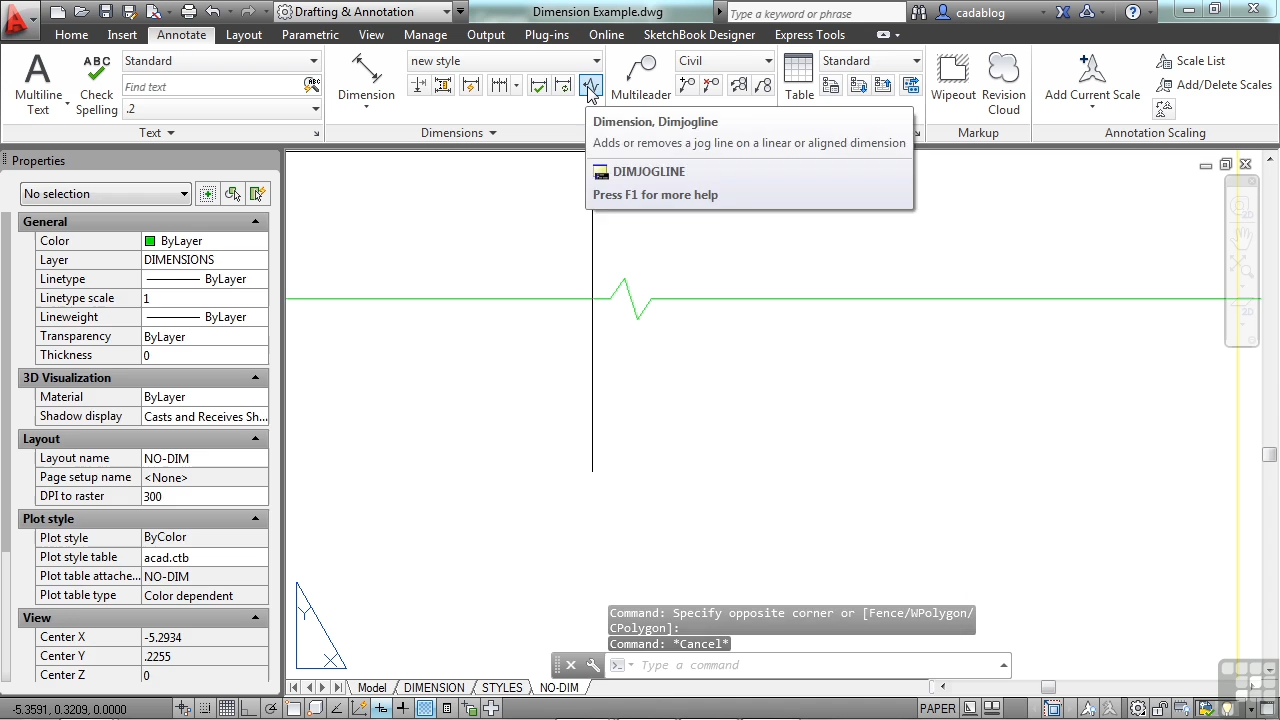 Drafting & Annotation
Dimension Example.dwg
Type a keyword or phrase
cadablog
Home Insert Annotate Layout Parametric View Manage Output Plug-ins Online SketchBook Designer Express Tools
Multiline
Text
ABC
Check
Spelling
Standard
Find text
ABC
.2
Text
Dimension
new style
Dimensions
Multileader
Civil
Table
Standard
Wipeout
Revision
Cloud
Markup
Add Current Scale
Scale List
Add/Delete Scales
Annotation Scaling
Dimension, Dimjogline
Adds or removes a jog line on a linear or aligned dimension
DIMJOGLINE
Press F1 for more help
Properties
No selection
General
Color ByLayer
Layer DIMENSIONS
Linetype ByLayer
Linetype scale 1
Lineweight ByLayer
Transparency ByLayer
Thickness 0
3D Visualization
Material ByLayer
Shadow display Casts and Receives Sh...
Layout
Layout name NO-DIM
Page setup name <None>
DPI to raster 300
Plot style
Plot style ByColor
Plot style table acad.ctb
Plot table attache... NO-DIM
Plot table type Color dependent
View
Center X -5.2934
Center Y .2255
Center Z 0
2D
2D
Y
X
Command: Specify opposite corner or [Fence/WPolygon/
CPolygon]:
Command: *Cancel*
Type a command
Model DIMENSION STYLES NO-DIM
-5.3591, 0.3209, 0.0000
PAPER